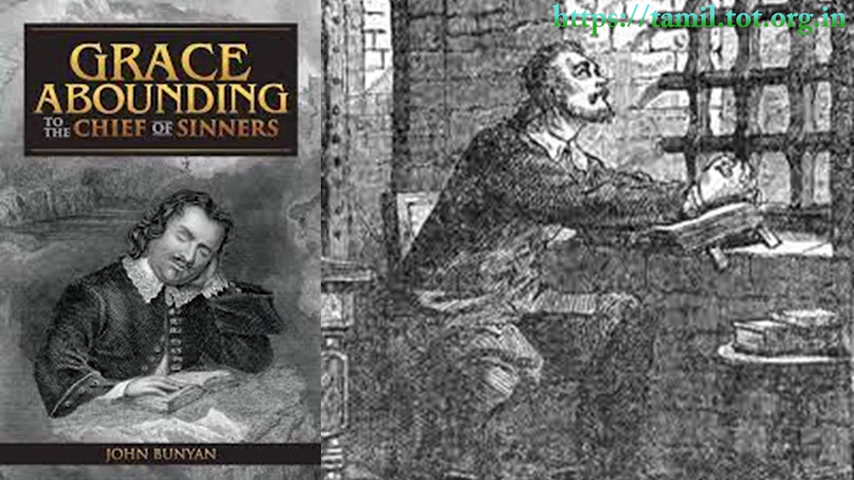 https://tamil.tot.org.in
GRACE
ABOUNDING
TO THE CHIEF OF SINNERS
JOHN BUNYAN